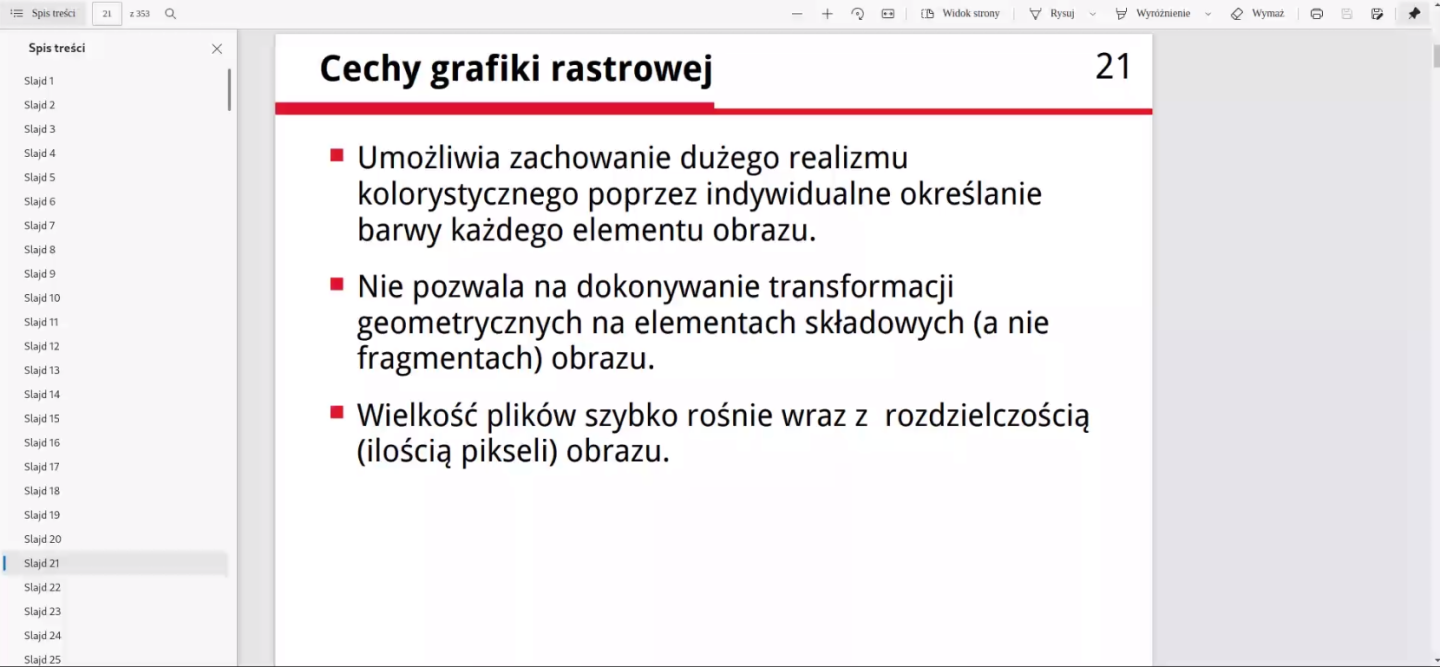 Spis treści
21
z 353
Widok strony
Rysuj
Wyróżnienie
Wymaż
Spis treści
Slajd 1
Slajd 2
Slajd 3
Slajd 4
Slajd 5
Slajd 6
Slajd 7
Slajd 8
Slajd 9
Slajd 10
Slajd 11
Slajd 12
Slajd 13
Slajd 14
Slajd 15
Slajd 16
Slajd 17
Slajd 18
Slajd 19
Slajd 20
Slajd 21
Slajd 22
Slajd 23
Slajd 24
Slajd 25
Cechy grafiki rastrowej
21
Umożliwia zachowanie dużego realizmu
kolorystycznego poprzez indywidualne określanie
barwy każdego elementu obrazu.
Nie pozwala na dokonywanie transformacji
geometrycznych na elementach składowych (a nie
fragmentach) obrazu.
Wielkość plików szybko rośnie wraz z  rozdzielczością
(ilością pikseli) obrazu.